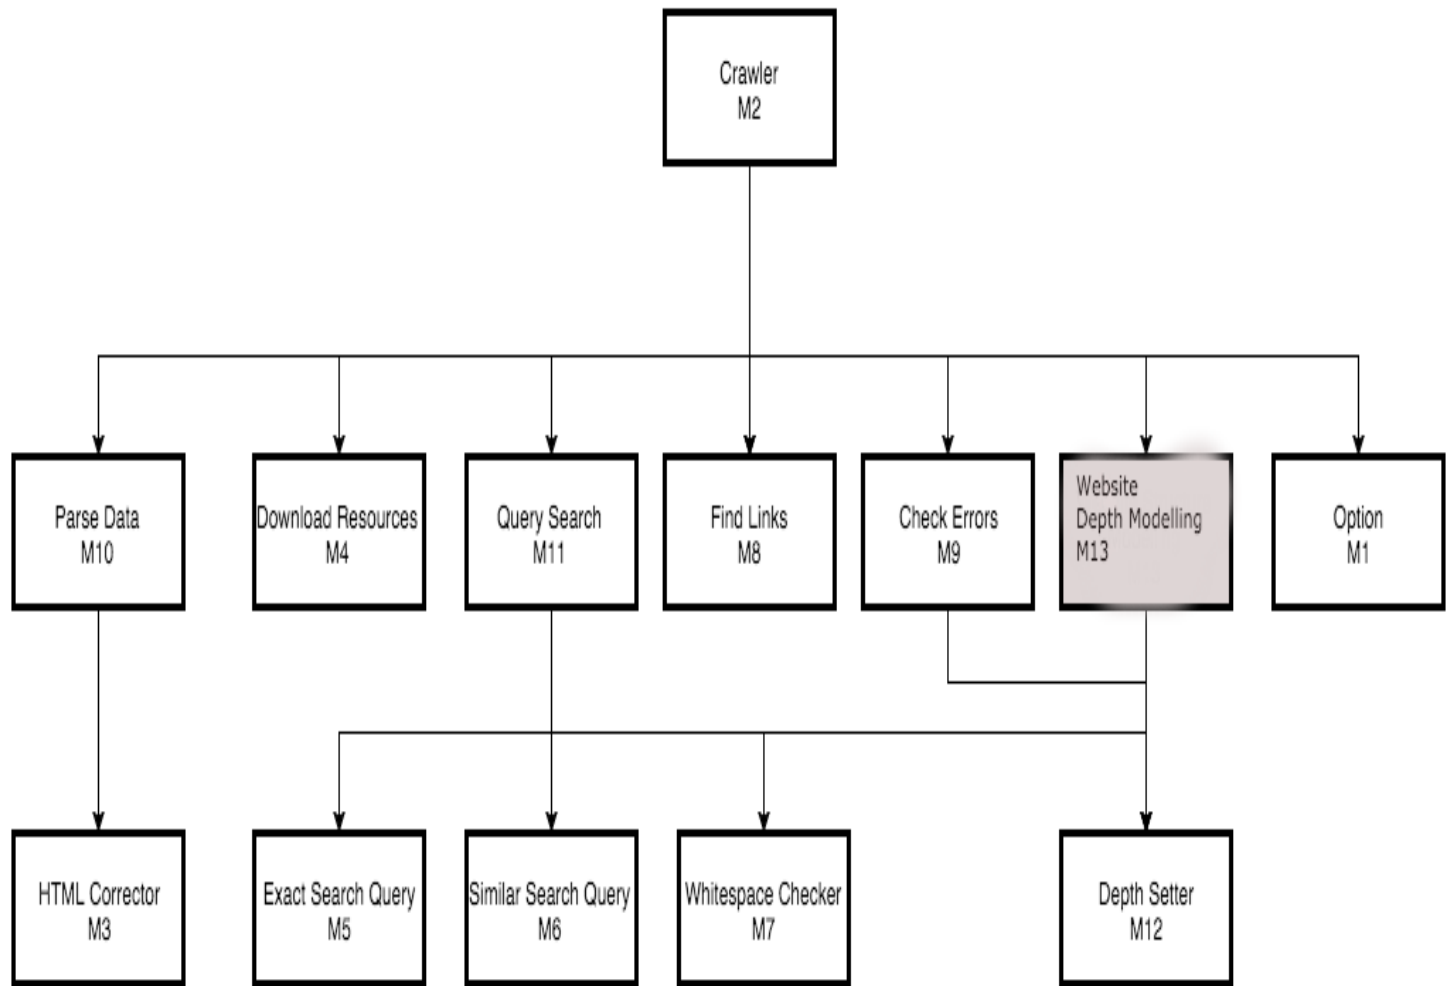 Crawler
M2
Parse Data
M10
Download Resources
M4
Query Search
M11
Find Links
M8
Check Errors
M9
Website
Depth Modelling
M13
Option
M1
HTML Corrector
M3
Exact Search Query
M5
Similar Search Query
M6
Whitespace Checker
M7
Depth Setter
M12